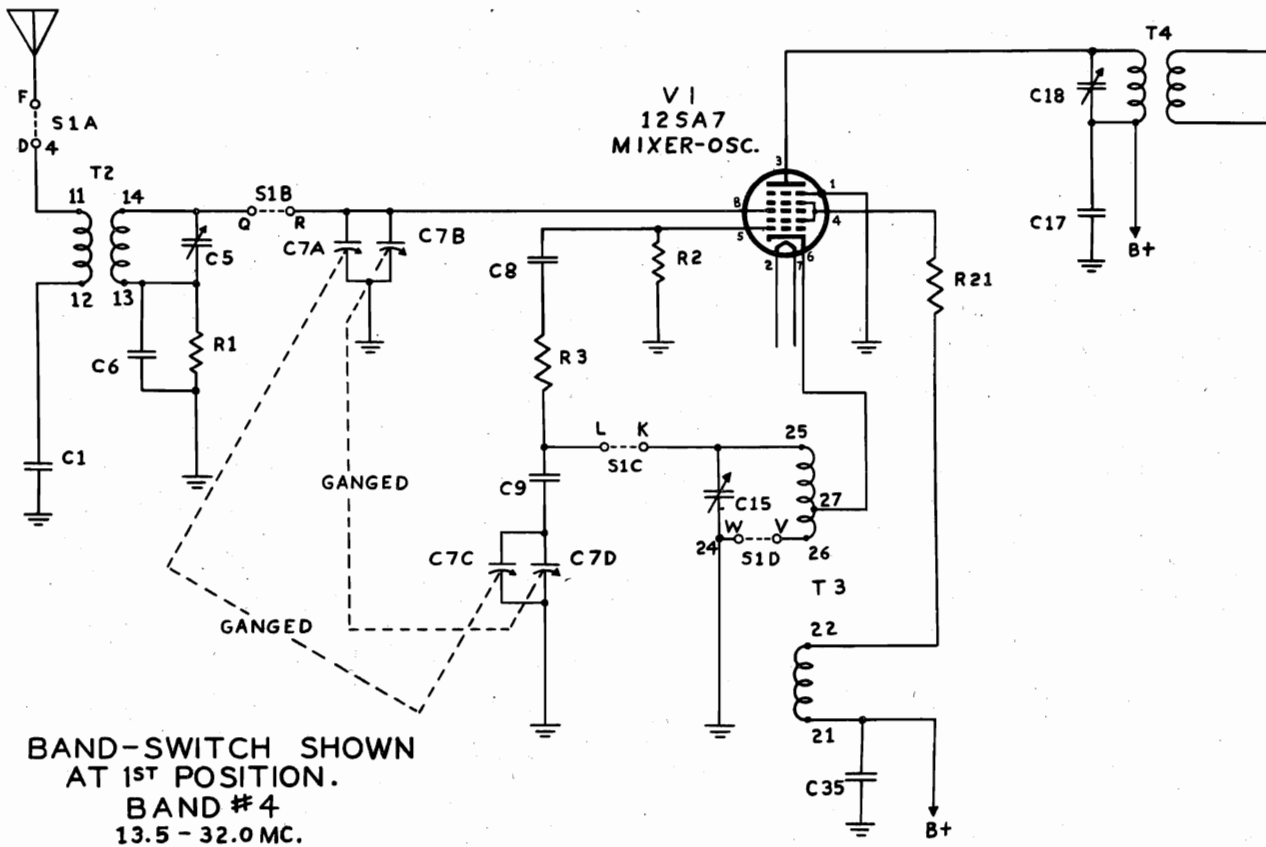 T4
C18
C17
B+
V1
12SA7
MIXER-OSC.
3
1
8
4
5
2
7
6
F
S1A
D 4
T2
11
14
S1B
Q
R
C5
C7A
C7B
12
13
C6
R1
C1
C8
R2
R3
R21
L
K
S1C
25
C9
C15
27
W
V
24
S1D
26
C7C
C7D
T3
GANGED
GANGED
22
21
C35
B+
BAND-SWITCH SHOWN
AT 1ST POSITION.
BAND #4
13.5 - 32.0 MC.